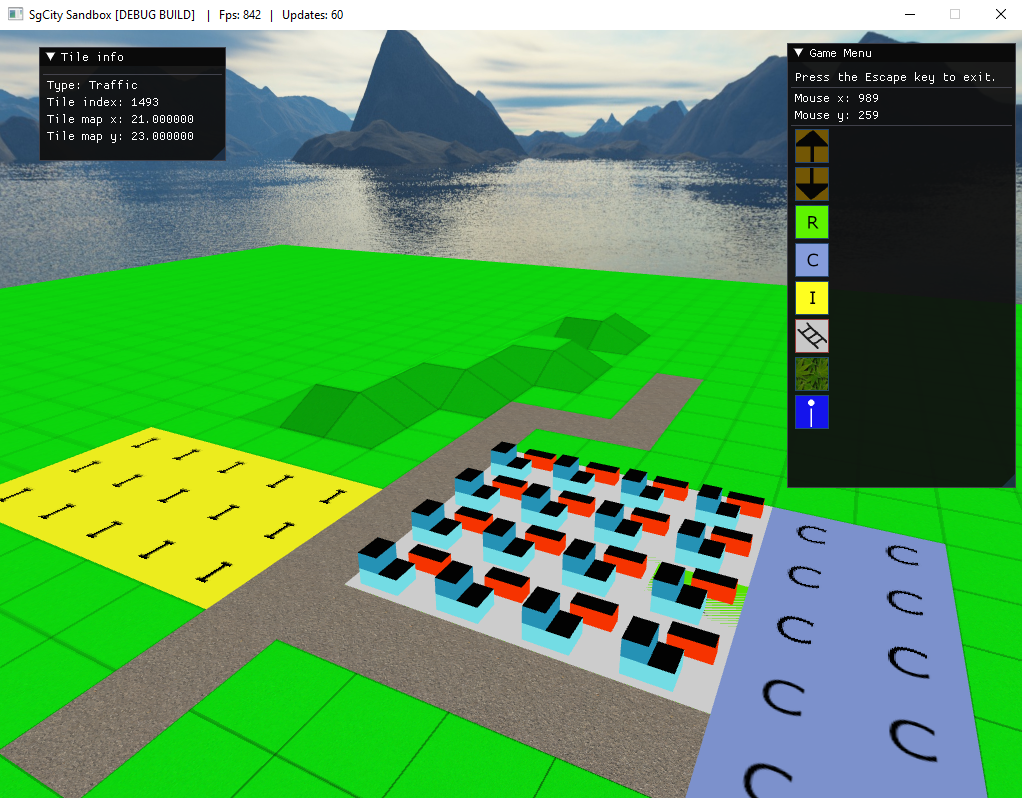 SgCity Sandbox [DEBUG BUILD] | Fps: 842 | Updates: 60
Tile info
Type: Traffic
Tile index: 1493
Tile map x: 21.000000
Tile map y: 23.000000
Game Menu
Press the Escape key to exit.
Mouse x: 989
Mouse y: 259
R
C
I
I I I I
I I I I
I I I I
C C
C C
C C
C C
C